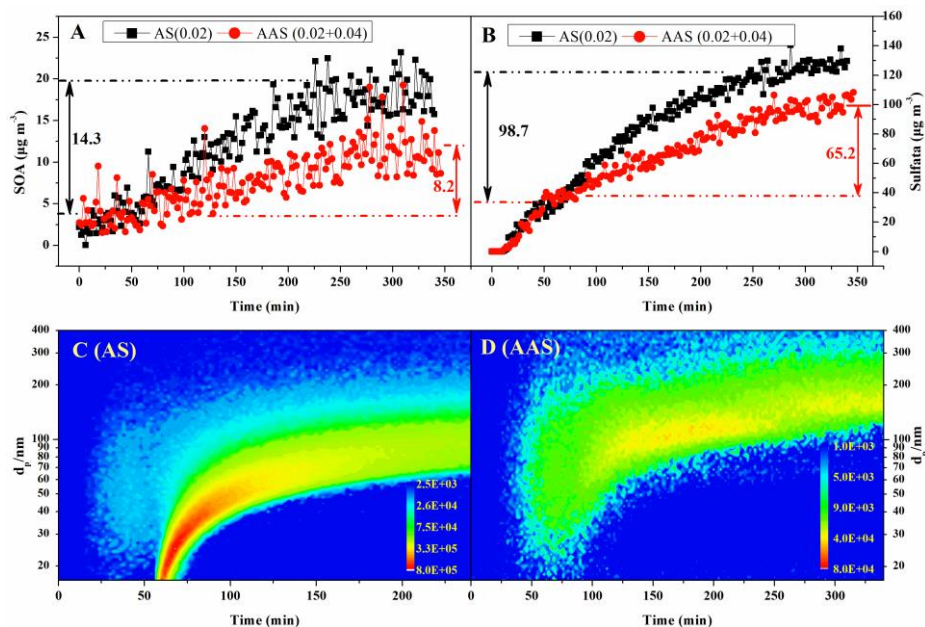 A
AS(0.02) AAS (0.02+0.04)
25
20
15
10
5
0
SOA (µg m-3)
14.3
8.2
0 50 100 150 200 250 300 350
Time (min)
B
AS(0.02) AAS (0.02+0.04)
180
160
140
120
100
80
60
40
20
0
Sulfata (µg m-3)
98.7
65.2
0 50 100 150 200 250 300 350
Time (min)
C (AS)
400
300
200
100
90
80
70
60
50
40
30
20
dp/nm
2.5E+03
2.6E+04
7.5E+04
3.3E+05
8.0E+05
0 50 100 150 200
Time (min)
D (AAS)
400
300
200
100
90
80
70
60
50
40
30
20
dp/nm
1.0E+03
5.0E+03
9.0E+03
4.0E+04
8.0E+04
0 50 100 150 200 250 300
Time (min)